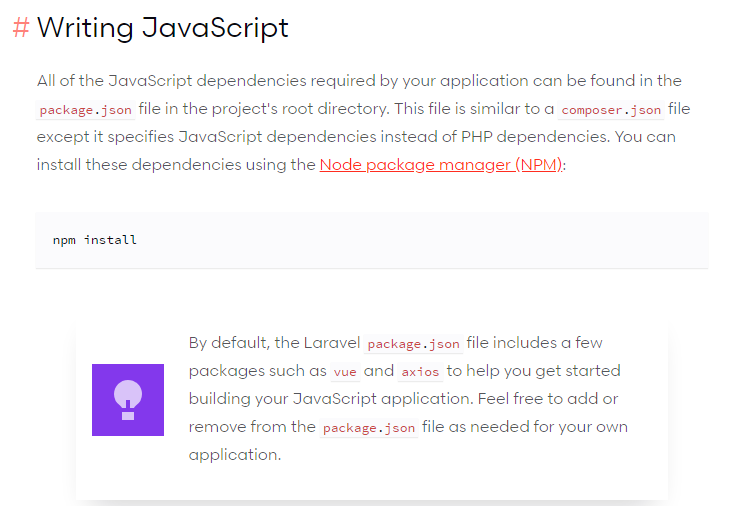 # Writing JavaScript
All of the JavaScript dependencies required by your application can be found in the
package.json file in the project's root directory. This file is similar to a composer.json file
except it specifies JavaScript dependencies instead of PHP dependencies. You can
install these dependencies using the Node package manager (NPM):
npm install
By default, the Laravel package.json file includes a few
packages such as vue and axios to help you get started
building your JavaScript application. Feel free to add or
remove from the package.json file as needed for your own
application.